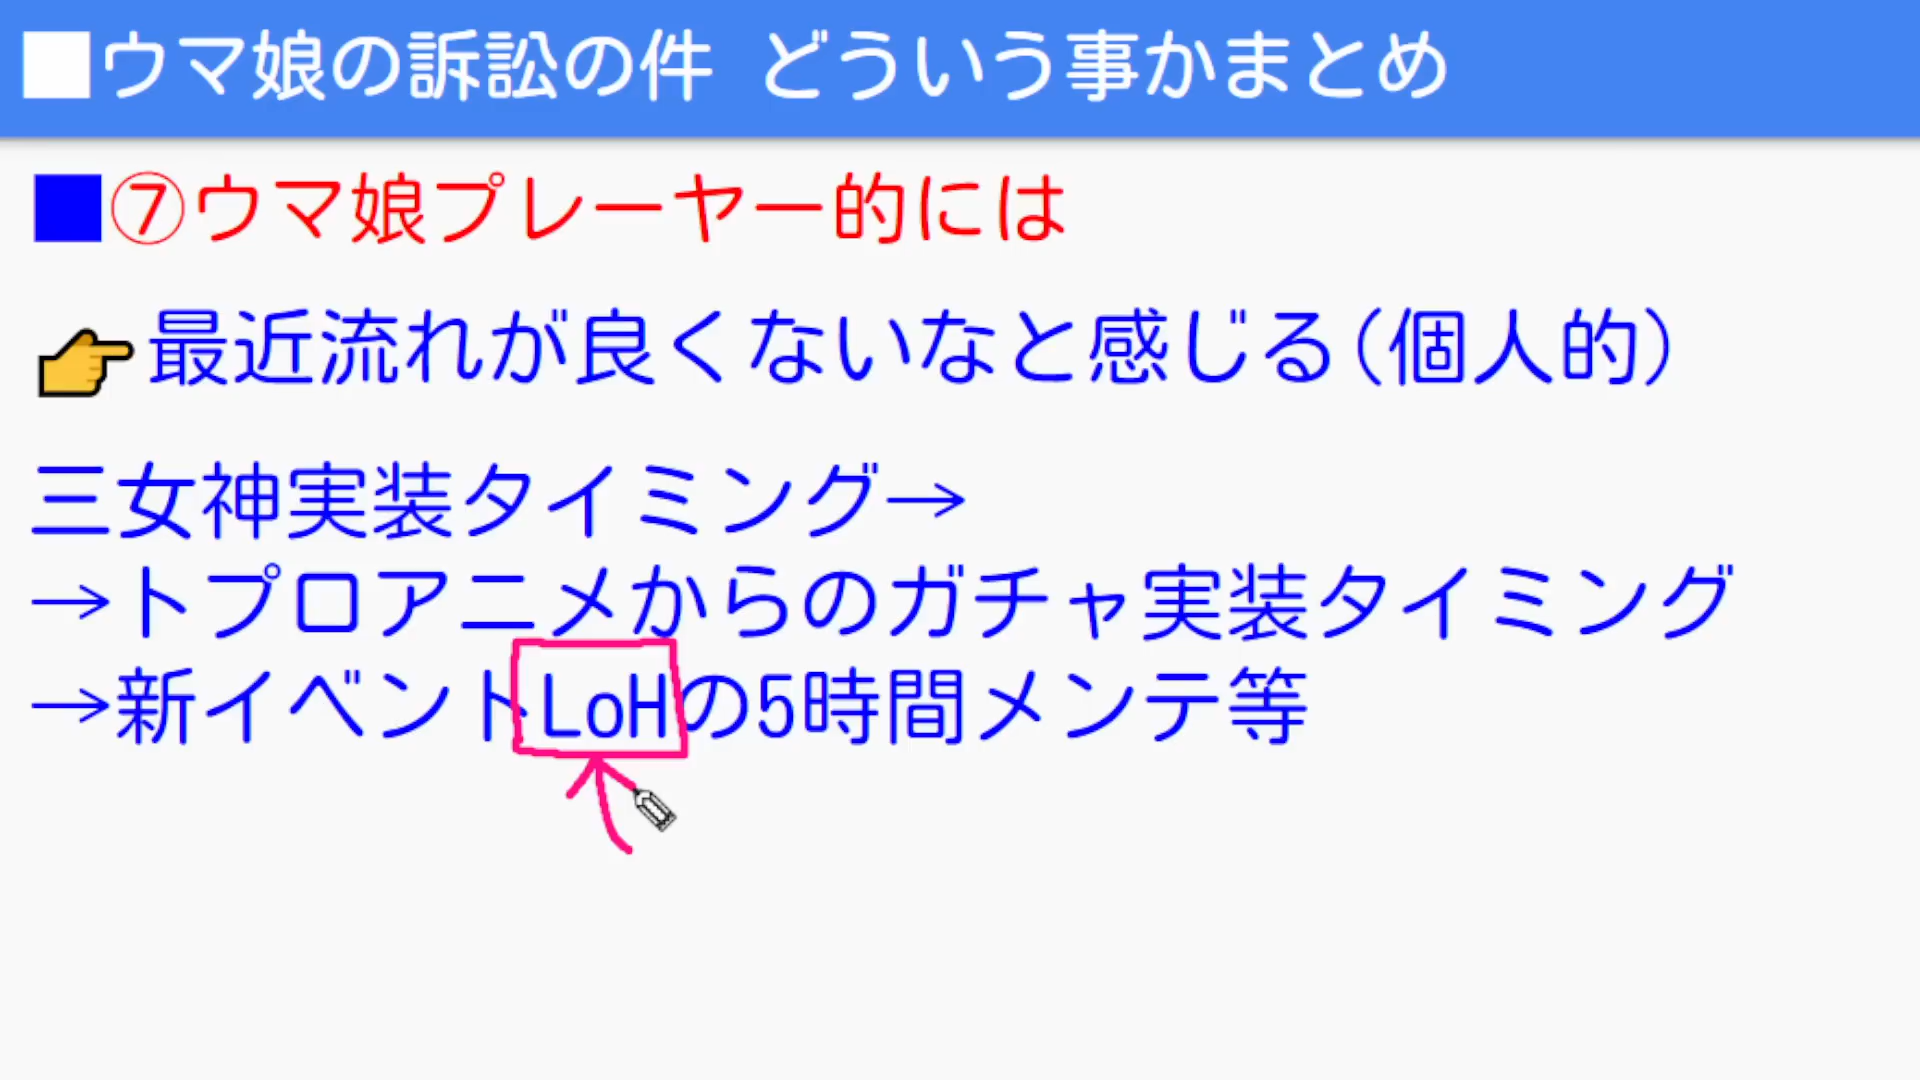 ■ウマ娘の訴訟の件 どういう事かまとめ
■⑦ウマ娘プレーヤー的には
👉最近流れが良くないなと感じる(個人的)
三女神実装タイミング→
→トプロアニメからのガチャ実装タイミング
→新イベントLoHの5時間メンテ等